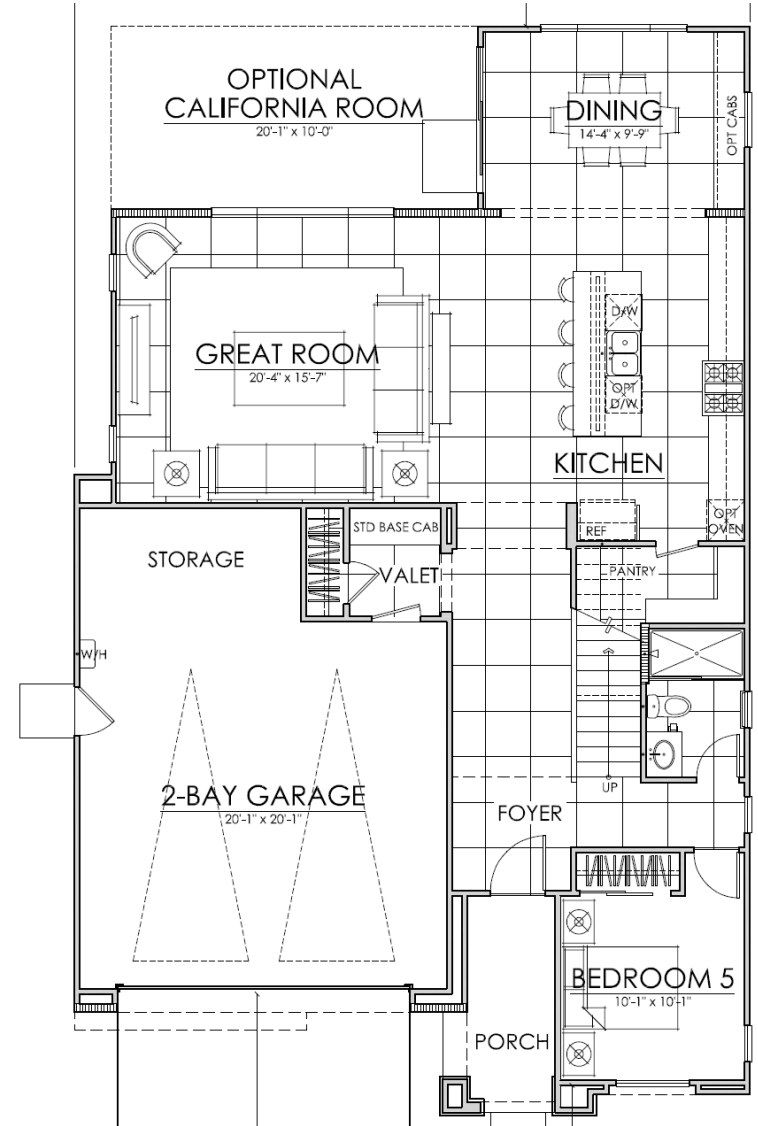 OPTIONAL
CALIFORNIA ROOM
20'-1" x 10'-0"
DINING
14'-4" x 9'-9"
OPT CABS
D/W
GREAT ROOM
20'-4" x 15'-7"
OPT
D/W
KITCHEN
REF
OPT
OVEN
STD BASE CAB
STORAGE
VALET
PANTRY
W/H
UP
2-BAY GARAGE
20'-1" x 20'-1"
FOYER
BEDROOM 5
10'-1" x 10'-1"
PORCH